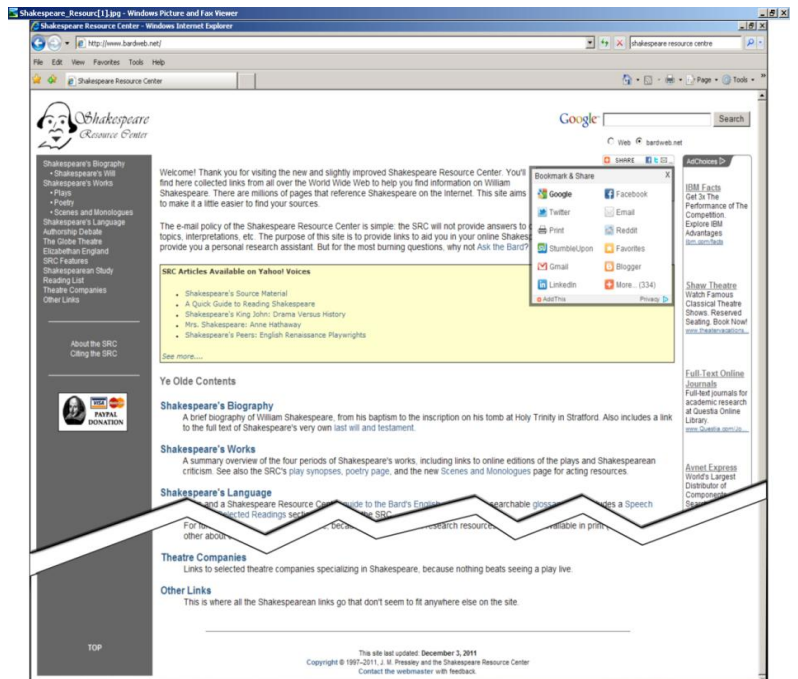 Shakespeare_Resourc[1].jpg - Windows Picture and Fax Viewer
Shakespeare Resource Center - Windows Internet Explorer
http://www.bardweb.net/
shakespeare resource centre
File Edit View Favorites Tools Help
Shakespeare Resource Center
Page Tools
Shakespeare
Resource Center
Google
Search
Web bardweb.net
Shakespeare's Biography
• Shakespeare's Will
Shakespeare's Works
• Plays
• Poetry
• Scenes and Monologues
Shakespeare's Language
Authorship Debate
The Globe Theatre
Elizabethan England
SRC Features
Shakespearean Study
Reading List
Theatre Companies
Other Links
About the SRC
Citing the SRC
VISA
PAYPAL
DONATION
TOP
Welcome! Thank you for visiting the new and slightly improved Shakespeare Resource Center. You'll
find here collected links from all over the World Wide Web to help you find information on William
Shakespeare. There are millions of pages that reference Shakespeare on the Internet. This site aims
to make it a little easier to find your sources.
The e-mail policy of the Shakespeare Resource Center is simple: the SRC will not provide answers to
topics, interpretations, etc. The purpose of this site is to provide links to aid you in your online
provide you a personal research assistant. But for the most burning questions, why not Ask the Bard?
SHARE
Bookmark & Share X
Google Facebook
Twitter Email
Print Reddit
StumbleUpon Favorites
Gmail Blogger
LinkedIn More... (334)
AddThis Privacy
SRC Articles Available on Yahoo! Voices
• Shakespeare's Source Material
• A Quick Guide to Reading Shakespeare
• Shakespeare's King John: Drama Versus History
• Mrs. Shakespeare: Anne Hathaway
• Shakespeare's Peers: English Renaissance Playwrights
See more....
Ye Olde Contents
Shakespeare's Biography
A brief biography of William Shakespeare, from his baptism to the inscription on his tomb at Holy Trinity in Stratford. Also includes a link
to the full text of Shakespeare's very own last will and testament.
Shakespeare's Works
A summary overview of the four periods of Shakespeare's works, including links to online editions of the plays and Shakespearean
criticism. See also the SRC's play synopses, poetry page, and the new Scenes and Monologues page for acting resources.
Shakespeare's Language
and a Shakespeare Resource guide to the Bard's English searchable a Speech
Selected Readings the SRC
research resources available in print
other about
Theatre Companies
Links to selected theatre companies specializing in Shakespeare, because nothing beats seeing a play live.
Other Links
This is where all the Shakespearean links go that don't seem to fit anywhere else on the site.
This site last updated: December 3, 2011
Copyright © 1997–2011, J. M. Pressley and the Shakespeare Resource Center
Contact the webmaster with feedback.
AdChoices
IBM Facts
Get 3x The
Performance of The
Competition.
Explore IBM
Advantages
ibm.com/facts
Shaw Theatre
Watch Famous
Classical Theatre
Shows. Reserved
Seating. Book Now!
www.theatervacations...
Full-Text Online
Journals
Full-text journals for
academic research
at Questia Online
Library.
www.Questia.com/Jo...
Avnet Express
World's Largest
Distributor of